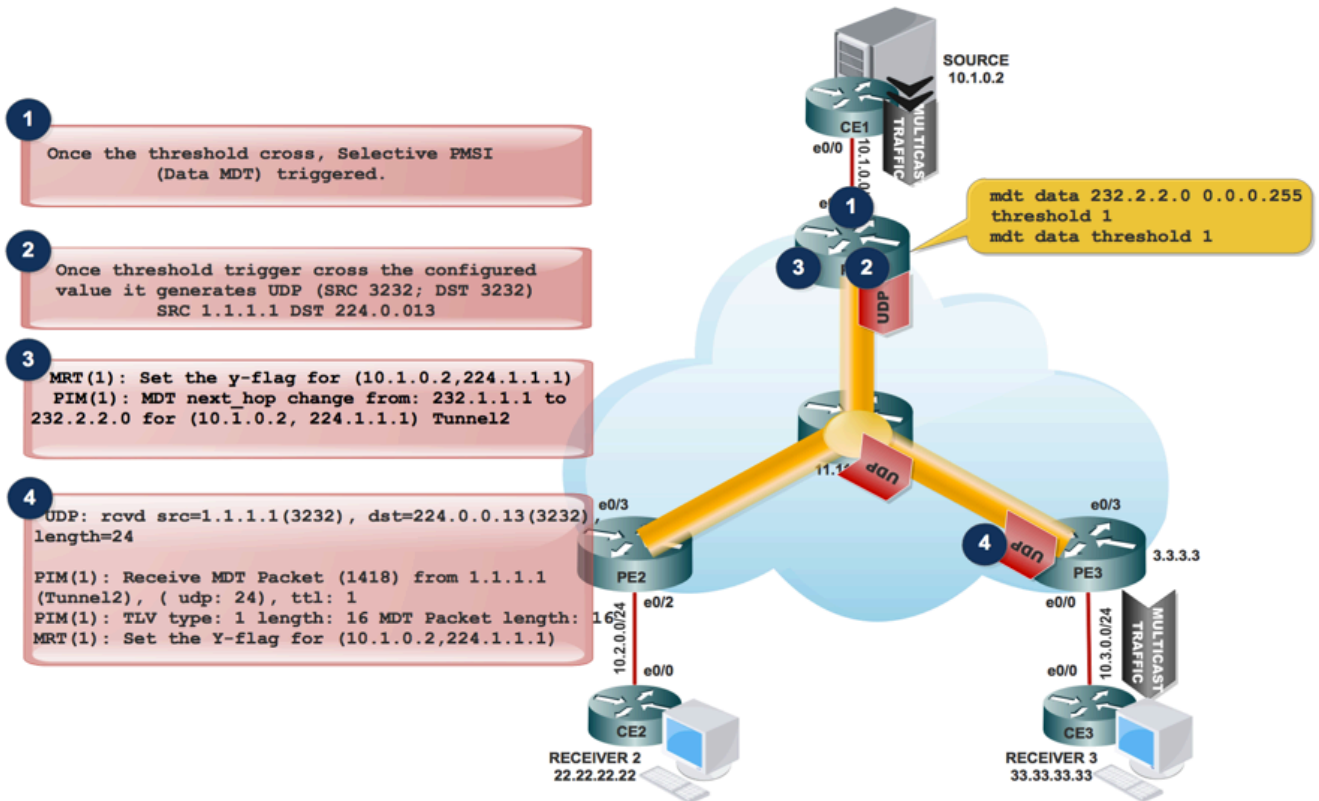 SOURCE
10.1.0.2
CE1
MULTICAST
TRAFFIC
e0/0
10.1.0.0
1
Once the threshold cross, Selective PMSI
(Data MDT) triggered.
1
mdt data 232.2.2.0 0.0.0.255
threshold 1
mdt data threshold 1
2
Once threshold trigger cross the configured
value it generates UDP (SRC 3232; DST 3232)
SRC 1.1.1.1 DST 224.0.013
3
2
UDP
3
MRT(1): Set the y-flag for (10.1.0.2,224.1.1.1)
PIM(1): MDT next_hop change from: 232.1.1.1 to
232.2.2.0 for (10.1.0.2, 224.1.1.1) Tunnel2
UDP
4
UDP: rcvd src=1.1.1.1(3232), dst=224.0.0.13(3232),
length=24
PIM(1): Receive MDT Packet (1418) from 1.1.1.1
(Tunnel2), ( udp: 24), ttl: 1
PIM(1): TLV type: 1 length: 16 MDT Packet length: 16
MRT(1): Set the Y-flag for (10.1.0.2,224.1.1.1)
e0/3
PE2
e0/2
10.2.0.0/24
e0/0
CE2
RECEIVER 2
22.22.22.22
4
UDP
e0/3
3.3.3.3
PE3
e0/0
10.3.0.0/24
MULTICAST
TRAFFIC
e0/0
CE3
RECEIVER 3
33.33.33.33